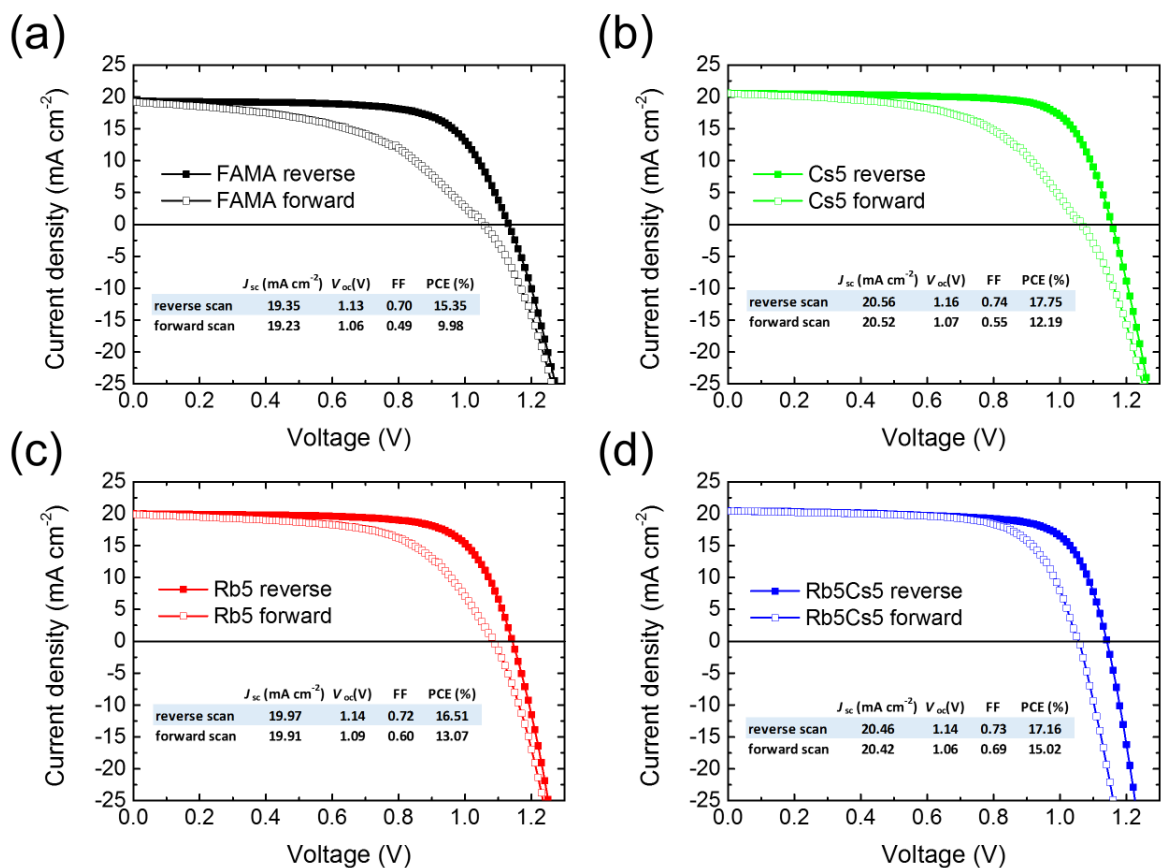 (a)
25
20
15
10
5
0
-5
-10
-15
-20
-25
Current density (mA cm⁻²)
FAMA reverse
FAMA forward
J sc (mA cm⁻²) V oc(V) FF PCE (%)
reverse scan 19.35 1.13 0.70 15.35
forward scan 19.23 1.06 0.49 9.98
0.0 0.2 0.4 0.6 0.8 1.0 1.2
Voltage (V)
(b)
25
20
15
10
5
0
-5
-10
-15
-20
-25
Current density (mA cm⁻²)
Cs5 reverse
Cs5 forward
J sc (mA cm⁻²) V oc(V) FF PCE (%)
reverse scan 20.56 1.16 0.74 17.75
forward scan 20.52 1.07 0.55 12.19
0.0 0.2 0.4 0.6 0.8 1.0 1.2
Voltage (V)
(c)
25
20
15
10
5
0
-5
-10
-15
-20
-25
Current density (mA cm⁻²)
Rb5 reverse
Rb5 forward
J sc (mA cm⁻²) V oc(V) FF PCE (%)
reverse scan 19.97 1.14 0.72 16.51
forward scan 19.91 1.09 0.60 13.07
0.0 0.2 0.4 0.6 0.8 1.0 1.2
Voltage (V)
(d)
25
20
15
10
5
0
-5
-10
-15
-20
-25
Current density (mA cm⁻²)
Rb5Cs5 reverse
Rb5Cs5 forward
J sc (mA cm⁻²) V oc(V) FF PCE (%)
reverse scan 20.46 1.14 0.73 17.16
forward scan 20.42 1.06 0.69 15.02
0.0 0.2 0.4 0.6 0.8 1.0 1.2
Voltage (V)